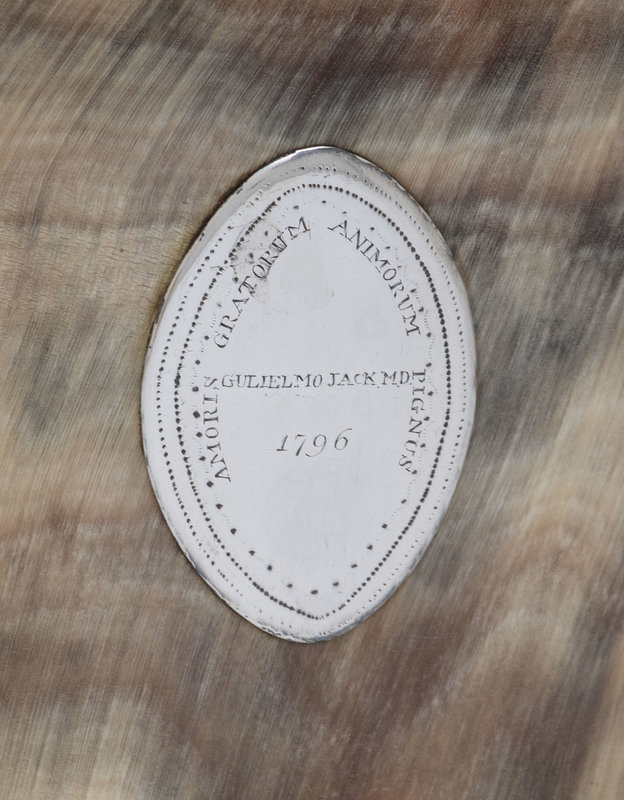 AMORIS GRATORUM ANIMORUM PIGNUS
GULIELMO JACK MD
1796